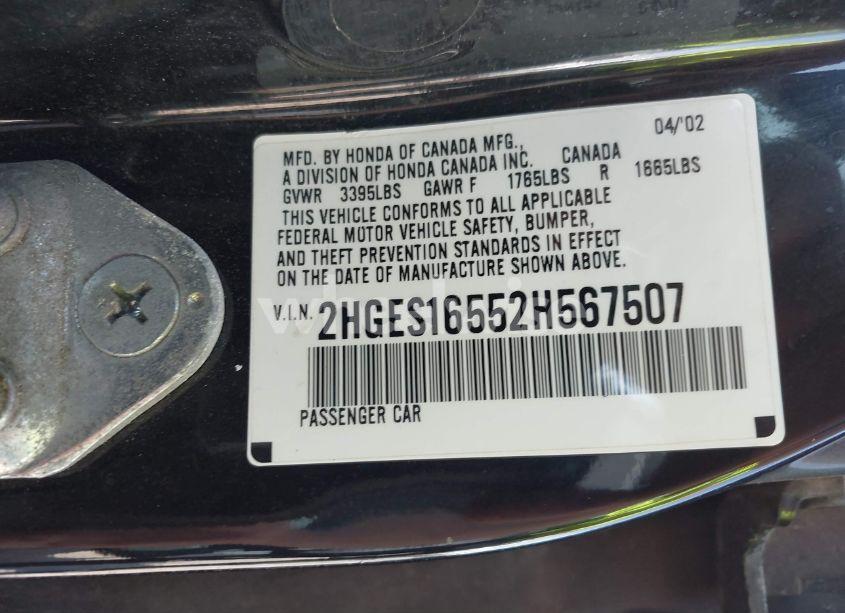 04/'02
MFD. BY HONDA OF CANADA MFG.,
A DIVISION OF HONDA CANADA INC. CANADA
GVWR 3395LBS GAWR F 1765LBS R 1665LBS
THIS VEHICLE CONFORMS TO ALL APPLICABLE
FEDERAL MOTOR VEHICLE SAFETY, BUMPER,
AND THEFT PREVENTION STANDARDS IN EFFECT
ON THE DATE OF MANUFACTURE SHOWN ABOVE.
V.I.N. 2HGES16552H567507
PASSENGER CAR